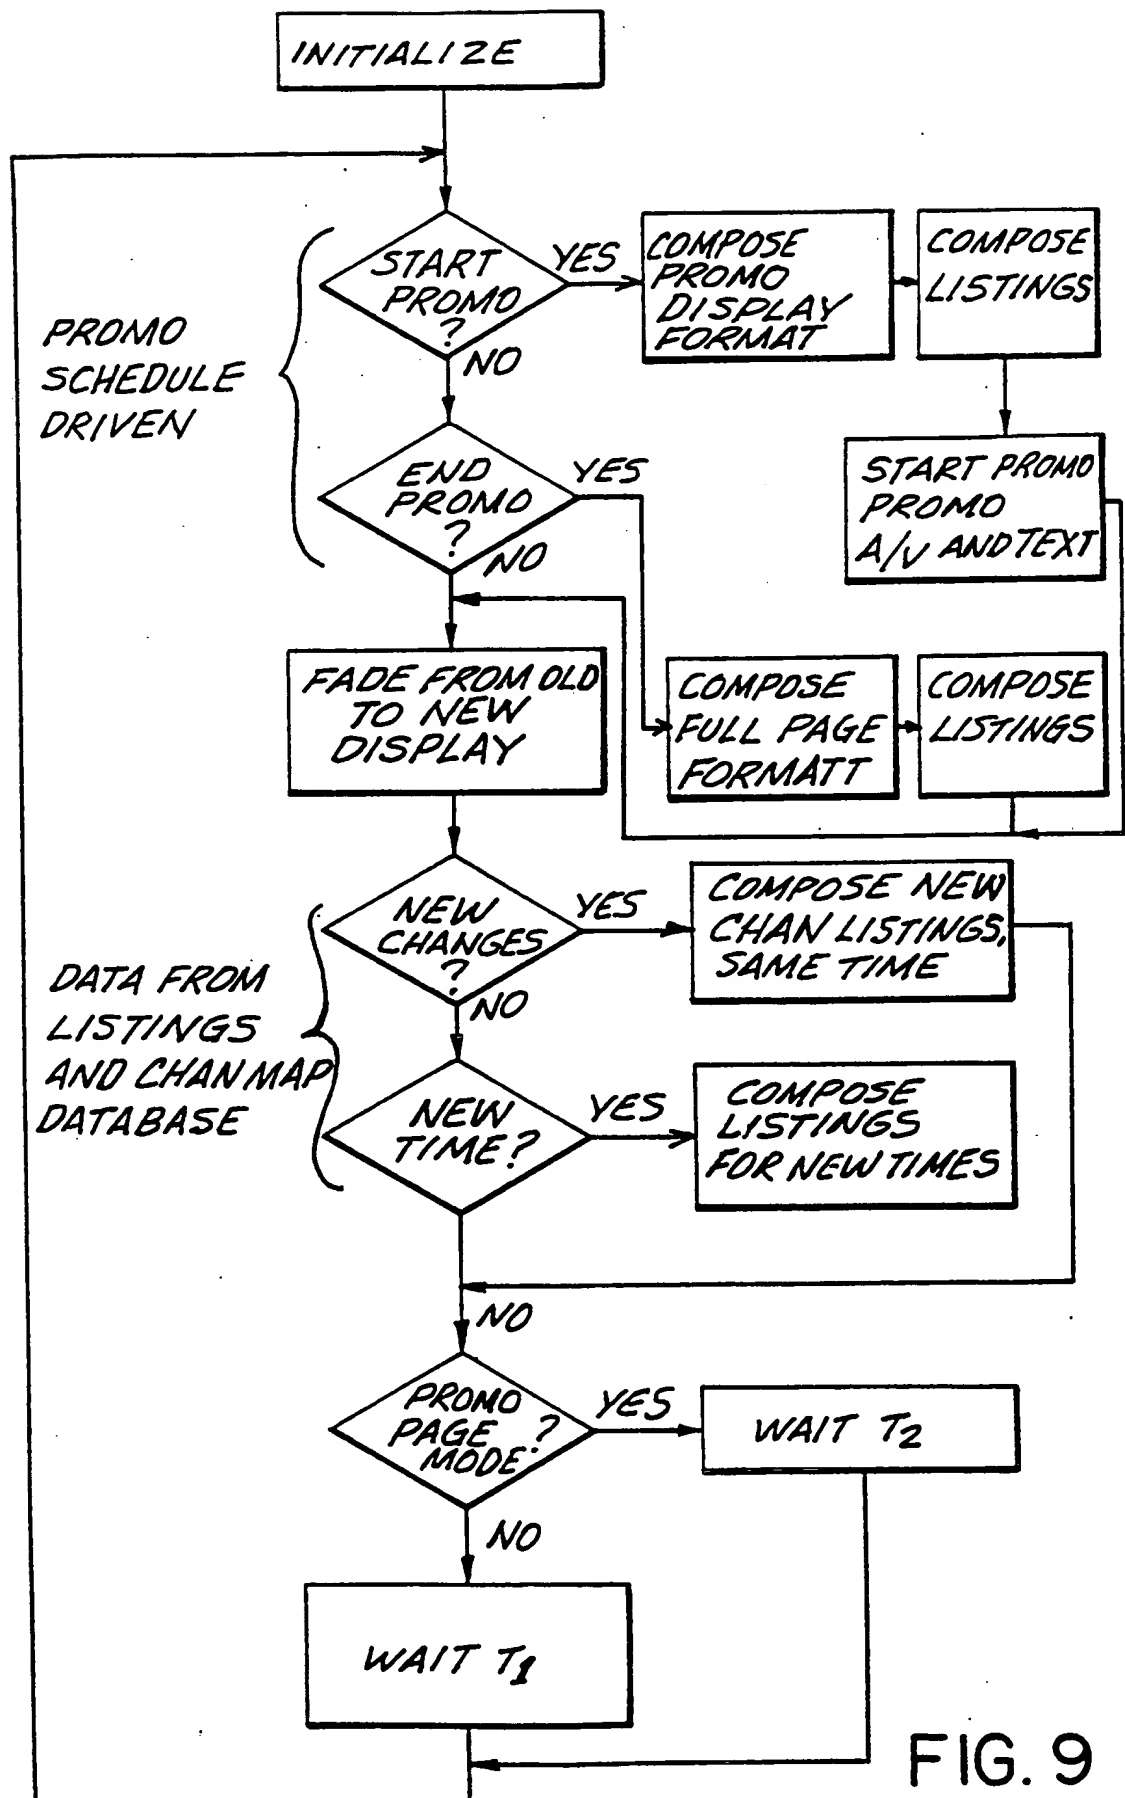 INITIALIZE
START
PROMO
?
YES
NO
COMPOSE
PROMO
DISPLAY
FORMAT
COMPOSE
LISTINGS
PROMO
SCHEDULE
DRIVEN
END
PROMO
?
YES
NO
START PROMO
PROMO
A/V AND TEXT
FADE FROM OLD
TO NEW
DISPLAY
COMPOSE
FULL PAGE
FORMATT
COMPOSE
LISTINGS
NEW
CHANGES
?
YES
NO
COMPOSE NEW
CHAN LISTINGS,
SAME TIME
DATA FROM
LISTINGS
AND CHAN MAP
DATABASE
NEW
TIME?
YES
COMPOSE
LISTINGS
FOR NEW TIMES
NO
PROMO
PAGE ?
MODE
YES
WAIT T2
NO
WAIT T1
FIG. 9